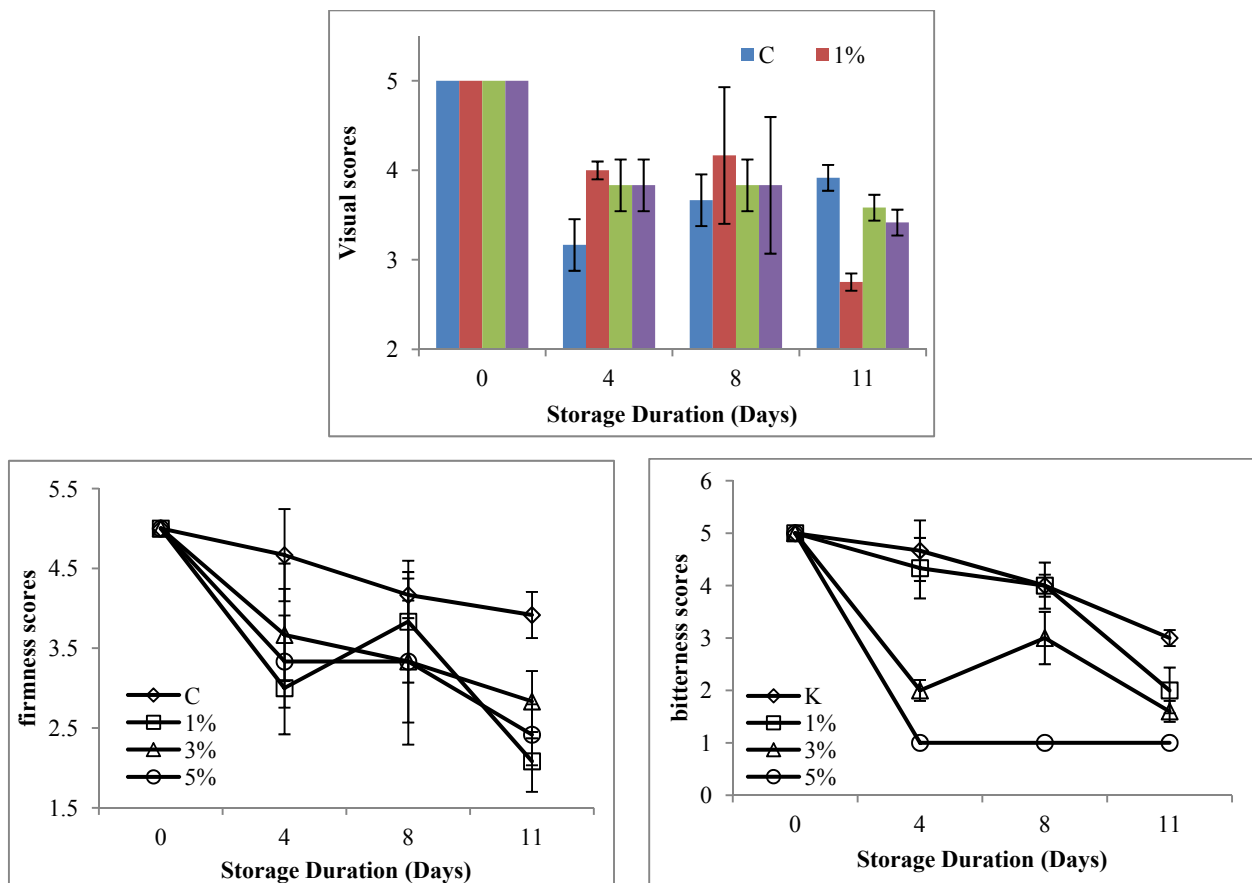 C 1%
5
4
3
2
Visual scores
0 4 8 11
Storage Duration (Days)
5.5
4.5
3.5
2.5
1.5
firmness scores
C
1%
3%
5%
0 4 8 11
Storage Duration (Days)
6
5
4
3
2
1
0
bitterness scores
K
1%
3%
5%
0 4 8 11
Storage Duration (Days)